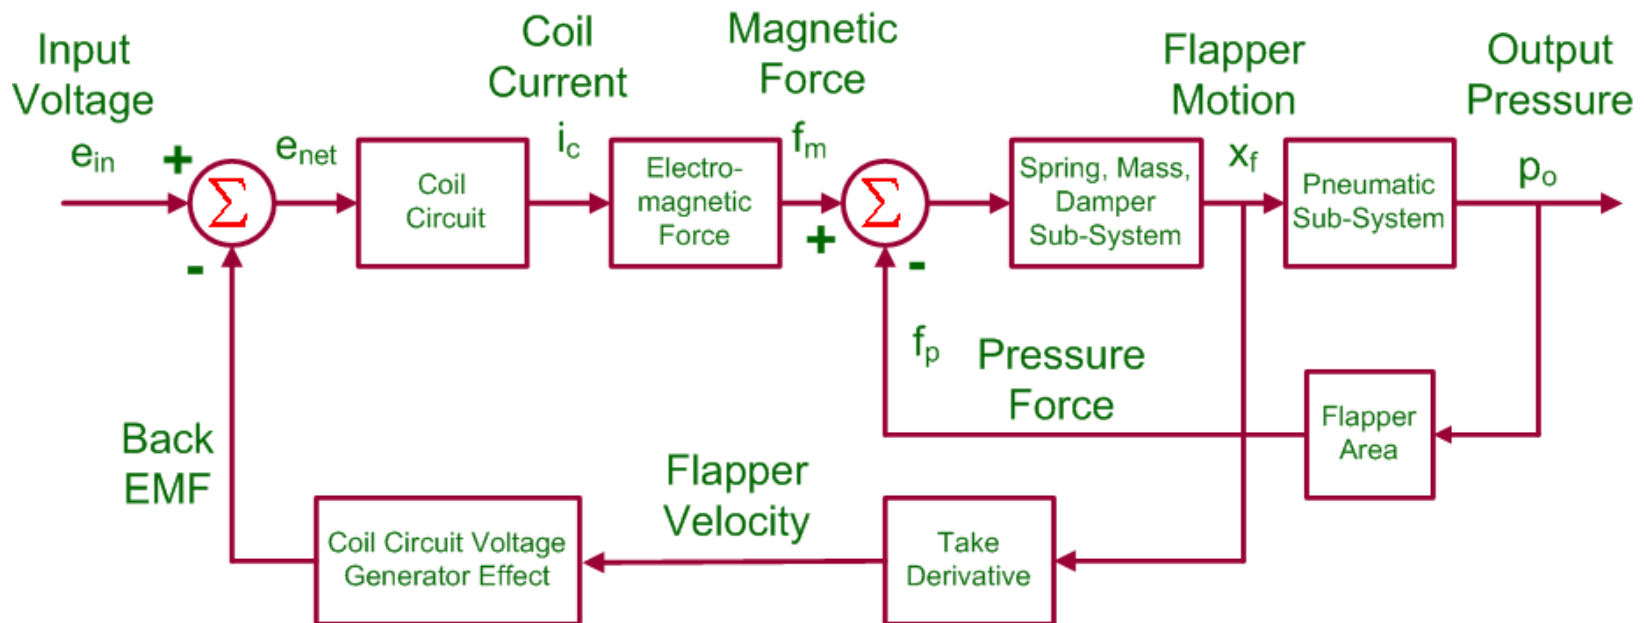 Input
Voltage
e_in
+
Σ
-
e_net
Coil
Circuit
Coil
Current
i_c
Electro-
magnetic
Force
Magnetic
Force
f_m
+
Σ
-
Spring, Mass,
Damper
Sub-System
Flapper
Motion
x_f
Pneumatic
Sub-System
Output
Pressure
p_o
f_p
Pressure
Force
Flapper
Area
Back
EMF
Coil Circuit Voltage
Generator Effect
Flapper
Velocity
Take
Derivative